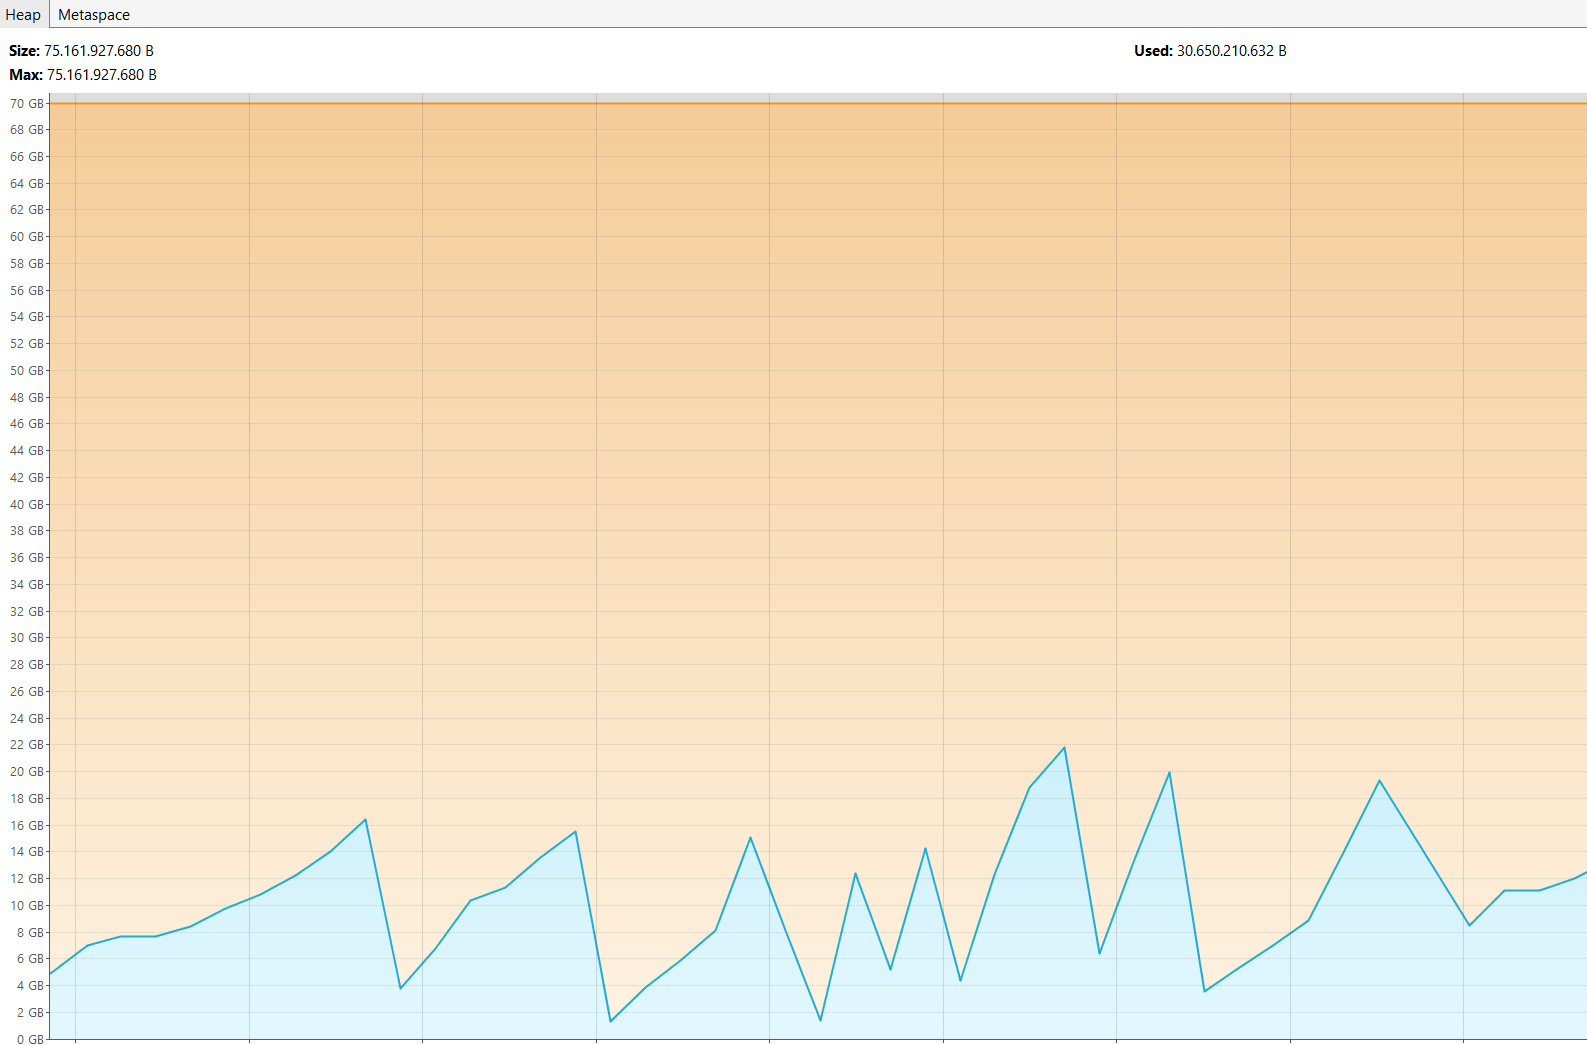 Heap Metaspace
Size: 75.161.927.680 B Used: 30.650.210.632 B
Max: 75.161.927.680 B
70 GB
68 GB
66 GB
64 GB
62 GB
60 GB
58 GB
56 GB
54 GB
52 GB
50 GB
48 GB
46 GB
44 GB
42 GB
40 GB
38 GB
36 GB
34 GB
32 GB
30 GB
28 GB
26 GB
24 GB
22 GB
20 GB
18 GB
16 GB
14 GB
12 GB
10 GB
8 GB
6 GB
4 GB
2 GB
0 GB